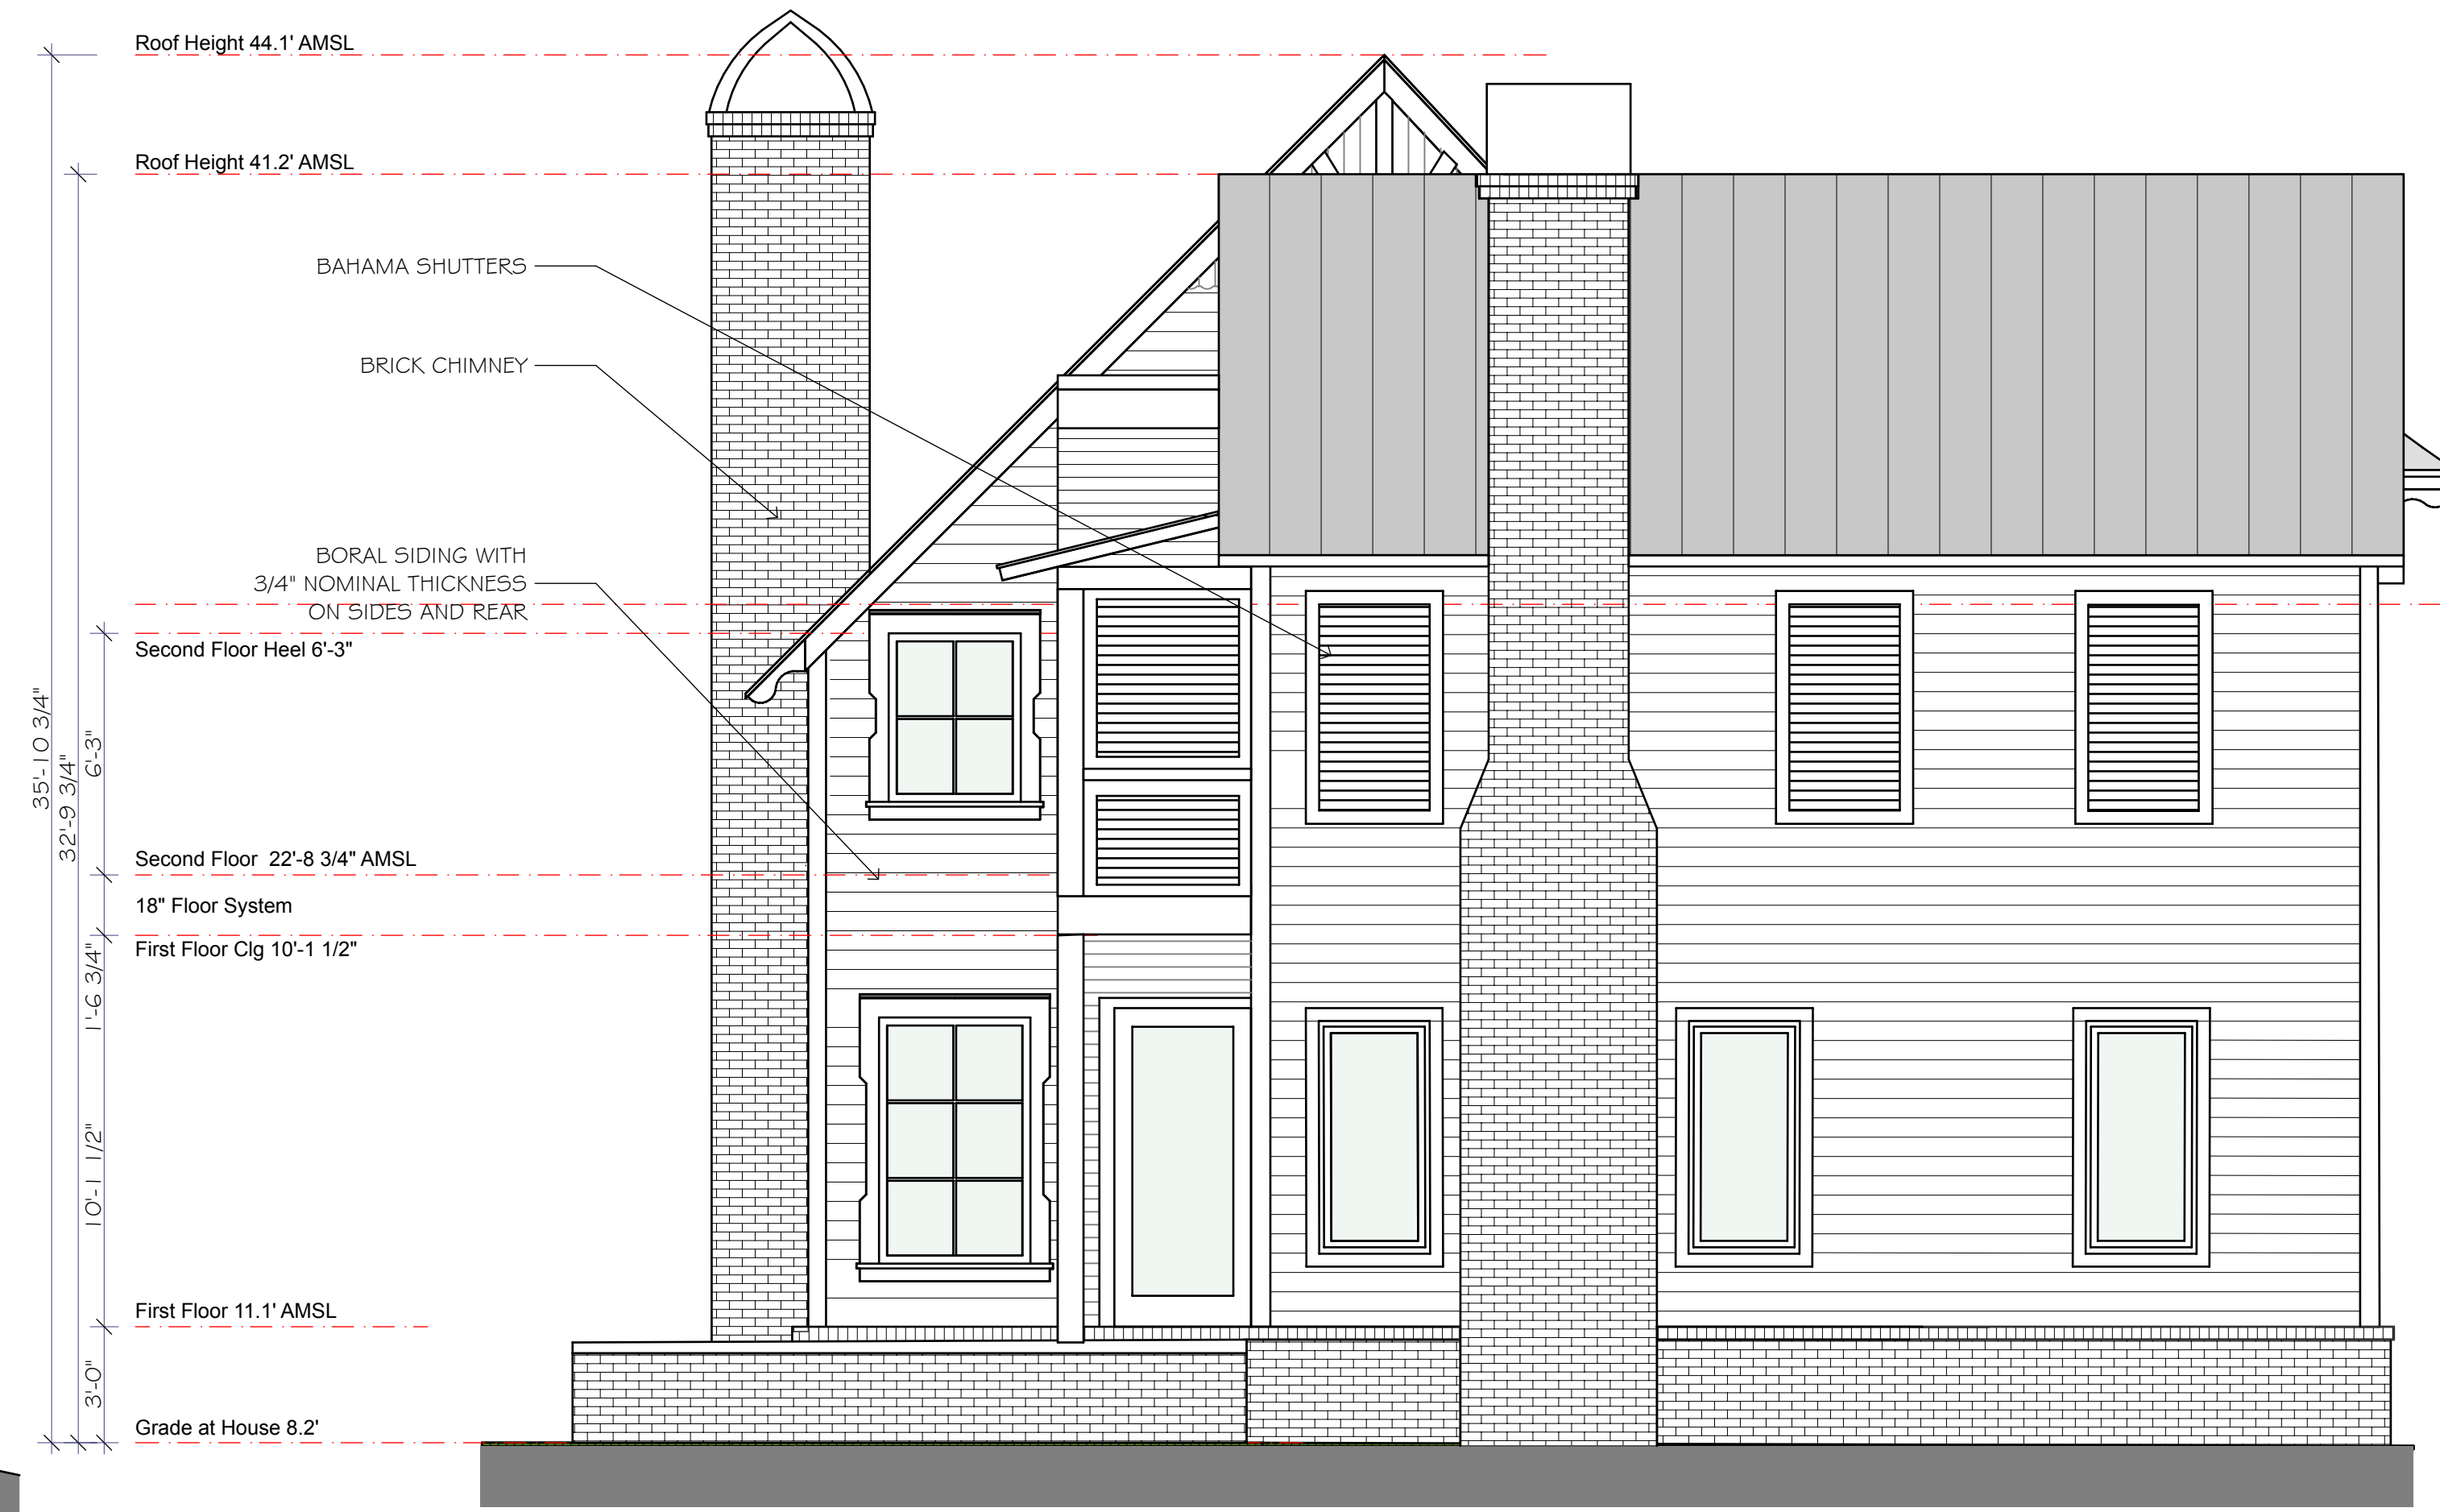 Roof Height 44.1' AMSL
Roof Height 41.2' AMSL
BAHAMA SHUTTERS
BRICK CHIMNEY
BORAL SIDING WITH
3/4" NOMINAL THICKNESS
ON SIDES AND REAR
Second Floor Heel 6'-3"
35'-10 3/4"
32'-9 3/4"
6'-3"
Second Floor 22'-8 3/4" AMSL
18" Floor System
First Floor Clg 10'-1 1/2"
1'-6 3/4"
10'-1 1/2"
First Floor 11.1' AMSL
3'-0"
Grade at House 8.2'